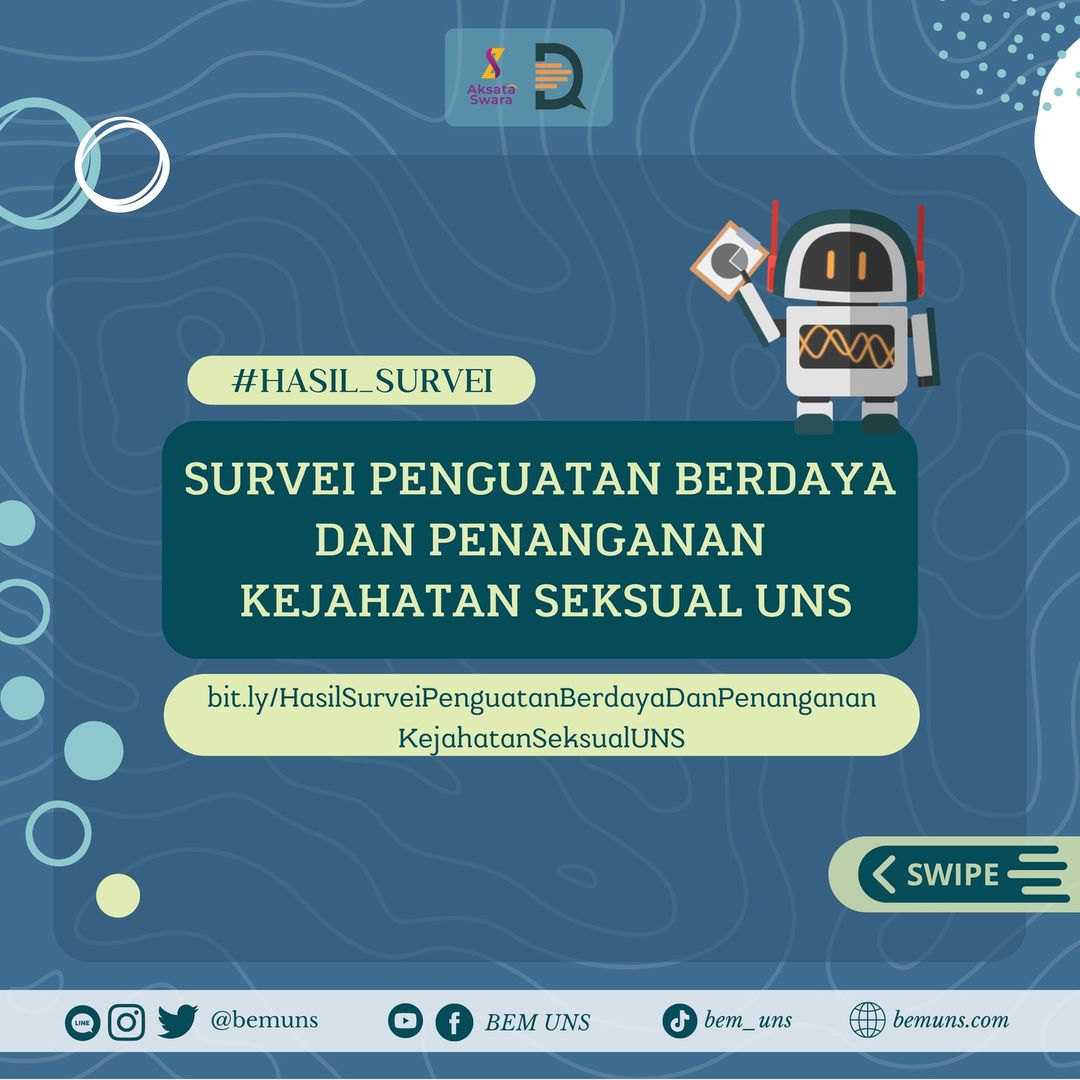 Aksata
Swara
#HASIL_SURVEI
SURVEI PENGUATAN BERDAYA
DAN PENANGANAN
KEJAHATAN SEKSUAL UNS
bit.ly/HasilSurveiPenguatanBerdayaDanPenanganan
KejahatanSeksualUNS
SWIPE
LINE @bemuns BEM UNS bem_uns bemuns.com